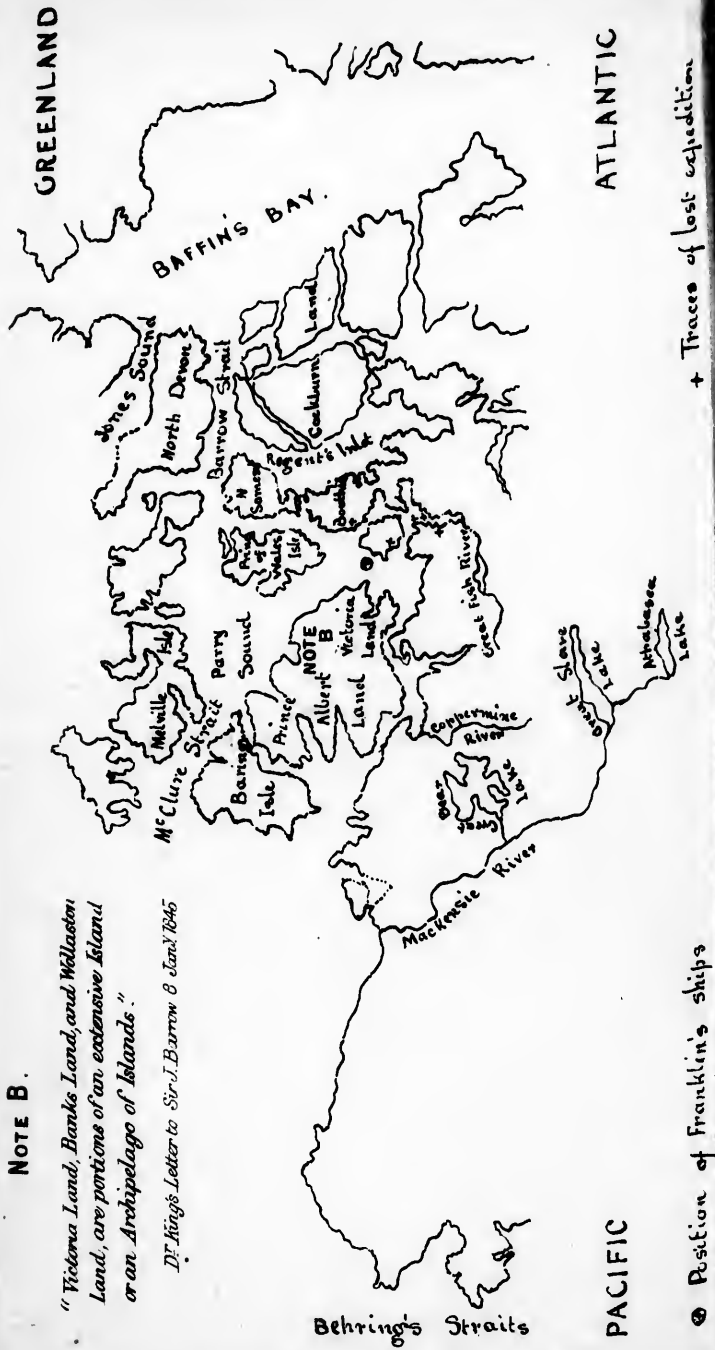 NOTE B.
"Victoria Land, Banks Land, and Wollaston
Land, are portions of an extensive Island
or an Archipelago of Islands."
Dr. King's Letter to Sir J. Barrow 8 Jany. 1845
GREENLAND
BAFFIN'S BAY.
Jones Sound
North Devon
Barrow Strait
Cockburn
Land
Regent's Inlet
N
Somerset
Boothia
Prince
of
Wales
Isle
Parry
Sound
Melville
Isle
McClure Strait
Barings
Isle
Prince
Albert
Land
NOTE
B
Victoria
Land
Great Fish River
Coppermine
River
Great
Bear
Lake
Mackensie River
Great Slave
Lake
Athabasca
Lake
Behring's Straits
PACIFIC
ATLANTIC
Position of Franklin's ships
+ Traces of lost expedition